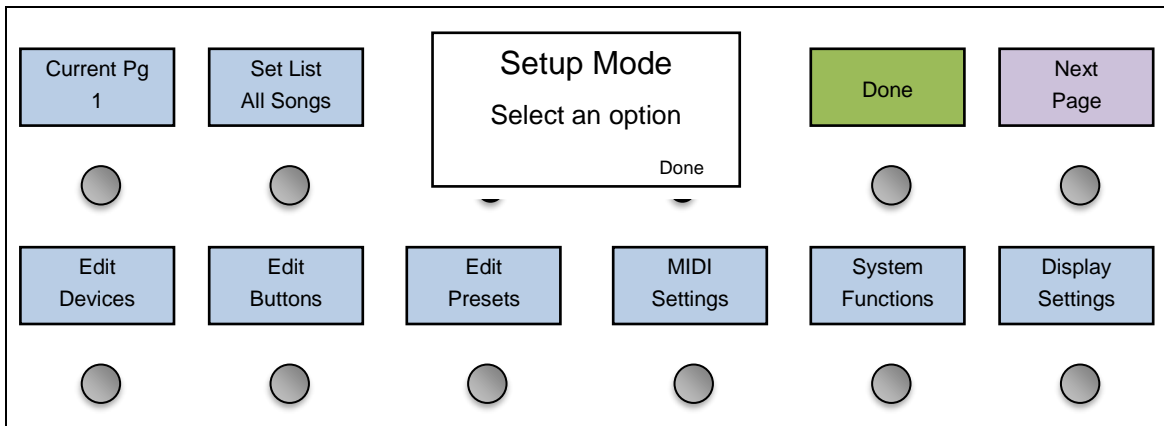 Current Pg
1
Set List
All Songs
Setup Mode
Select an option
Done
Done
Next
Page
Edit
Devices
Edit
Buttons
Edit
Presets
MIDI
Settings
System
Functions
Display
Settings